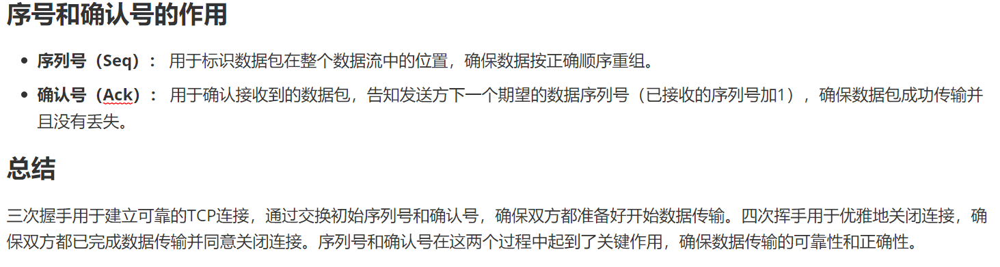 序号和确认号的作用
序列号（Seq）： 用于标识数据包在整个数据流中的位置，确保数据按正确顺序重组。
确认号（Ack）： 用于确认接收到的数据包，告知发送方下一个期望的数据序列号（已接收的序列号加1），确保数据包成功传输并
且没有丢失。
总结
三次握手用于建立可靠的TCP连接，通过交换初始序列号和确认号，确保双方都准备好开始数据传输。四次挥手用于优雅地关闭连接，确
保双方都已完成数据传输并同意关闭连接。序列号和确认号在这两个过程中起到了关键作用，确保数据传输的可靠性和正确性。